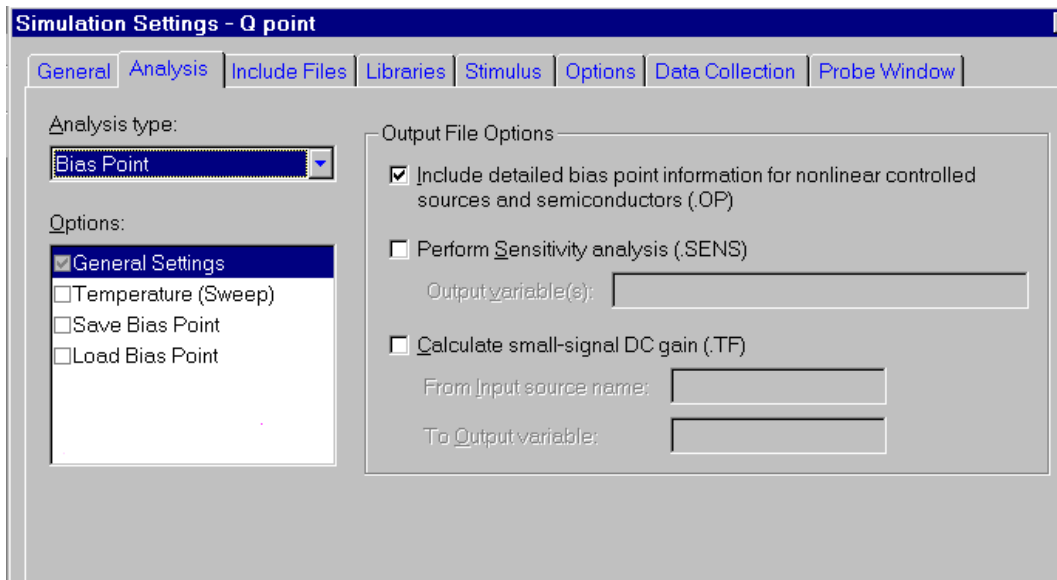 Simulation Settings - Q point
General Analysis Include Files Libraries Stimulus Options Data Collection Probe Window
Analysis type:
Bias Point
Options:
General Settings
Temperature (Sweep)
Save Bias Point
Load Bias Point
Output File Options
Include detailed bias point information for nonlinear controlled
sources and semiconductors (.OP)
Perform Sensitivity analysis (.SENS)
Output variable(s):
Calculate small-signal DC gain (.TF)
From Input source name:
To Output variable: